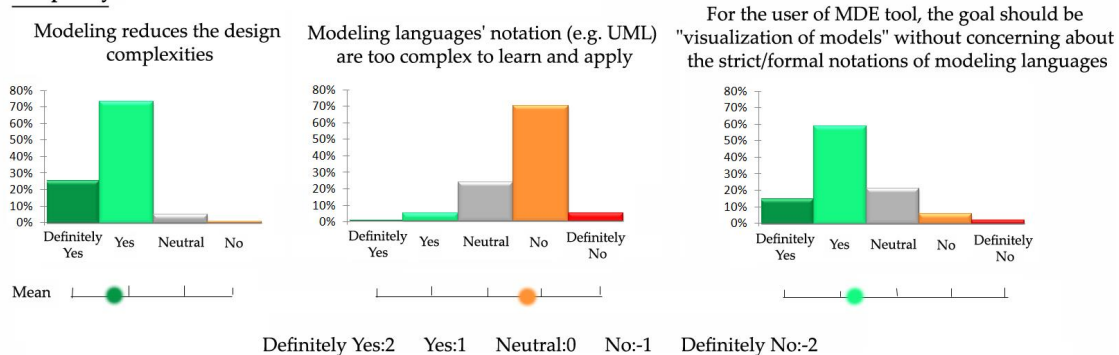 Modeling reduces the design
complexities
80%
70%
60%
50%
40%
30%
20%
10%
0%
Definitely
Yes
Yes
Neutral
No
Modeling languages' notation (e.g. UML)
are too complex to learn and apply
80%
70%
60%
50%
40%
30%
20%
10%
0%
Definitely
Yes
Yes
Neutral
No
Definitely
No
For the user of MDE tool, the goal should be
"visualization of models" without concerning about
the strict/formal notations of modeling languages
80%
70%
60%
50%
40%
30%
20%
10%
0%
Definitely
Yes
Yes
Neutral
No
Definitely
No
Mean
Definitely Yes:2 Yes:1 Neutral:0 No:-1 Definitely No:-2